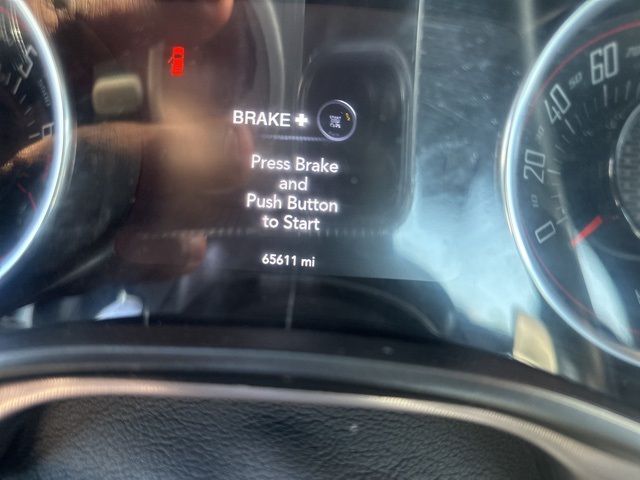 BRAKE +
Press Brake
and
Push Button
to Start
65611 mi
0
20
40
60